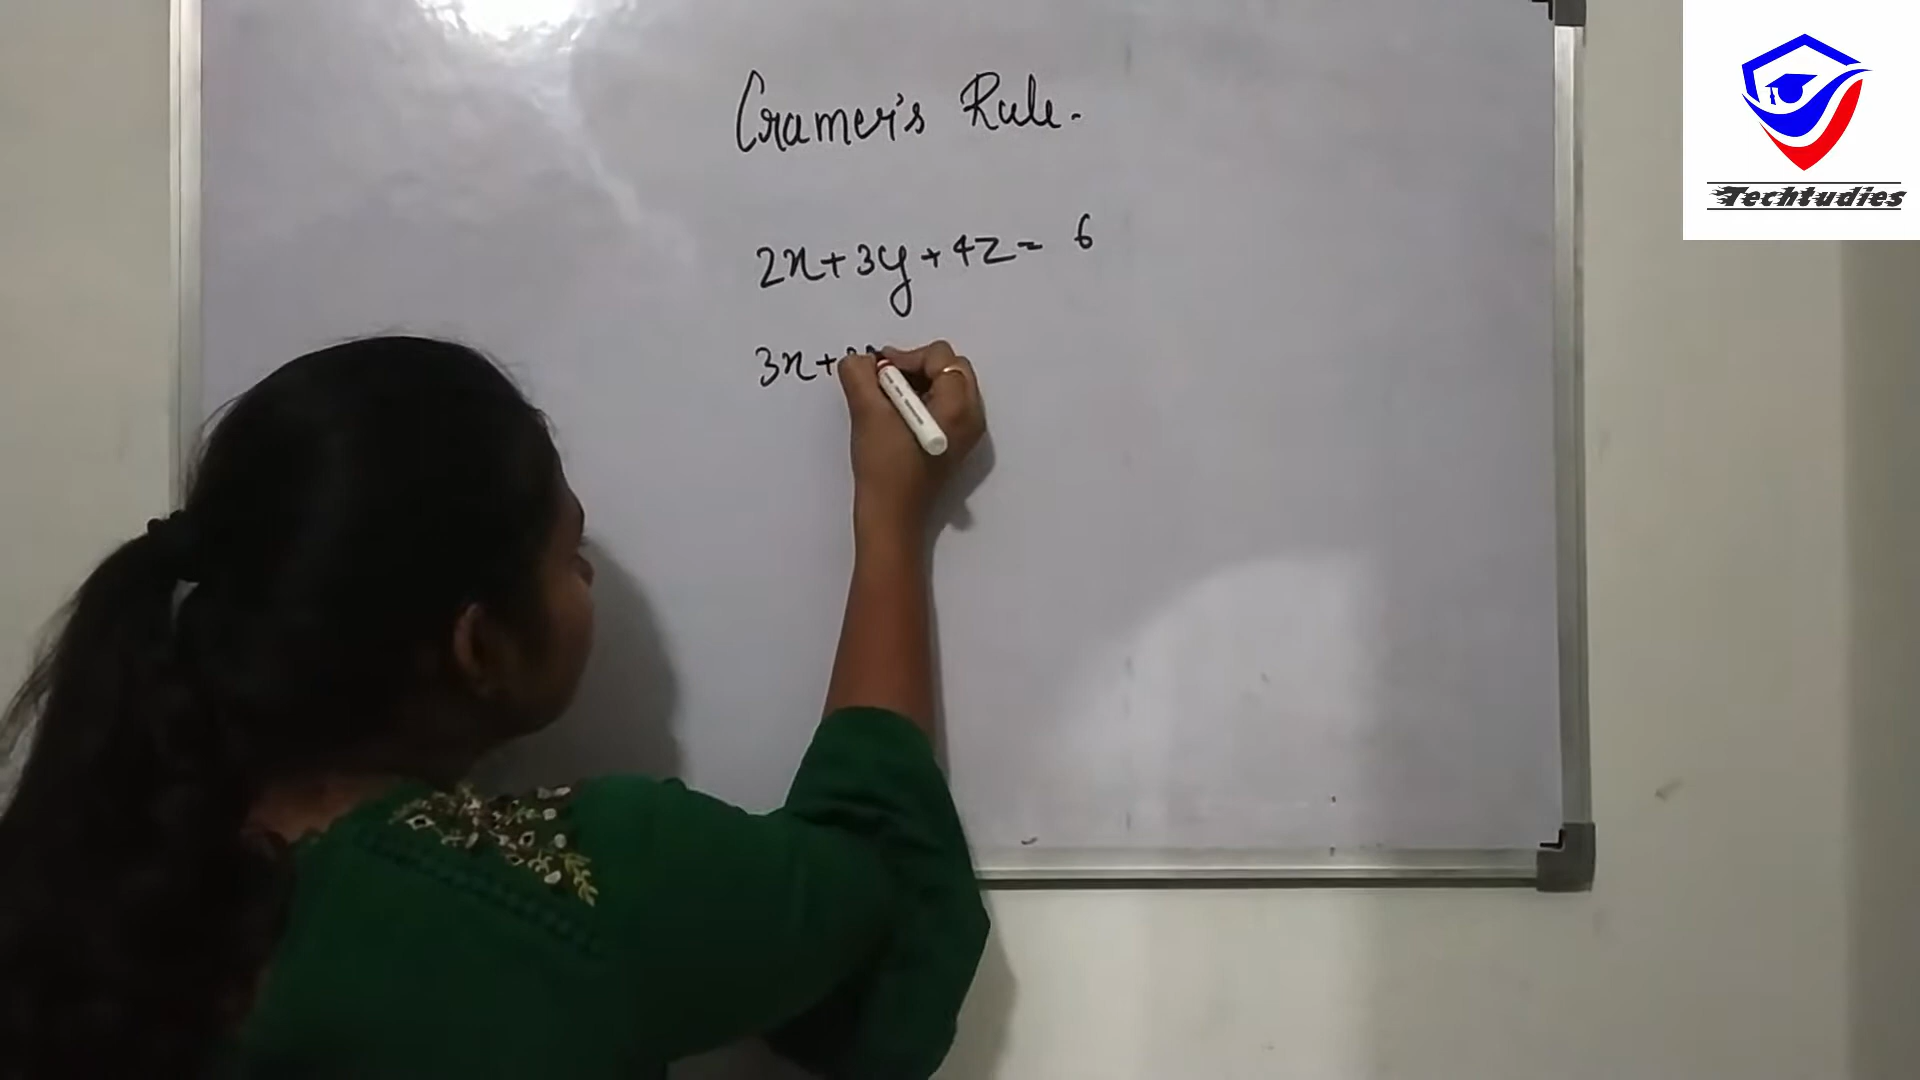 Techtudies
Cramer's Rule.
2x+3y+4z= 6
3x+